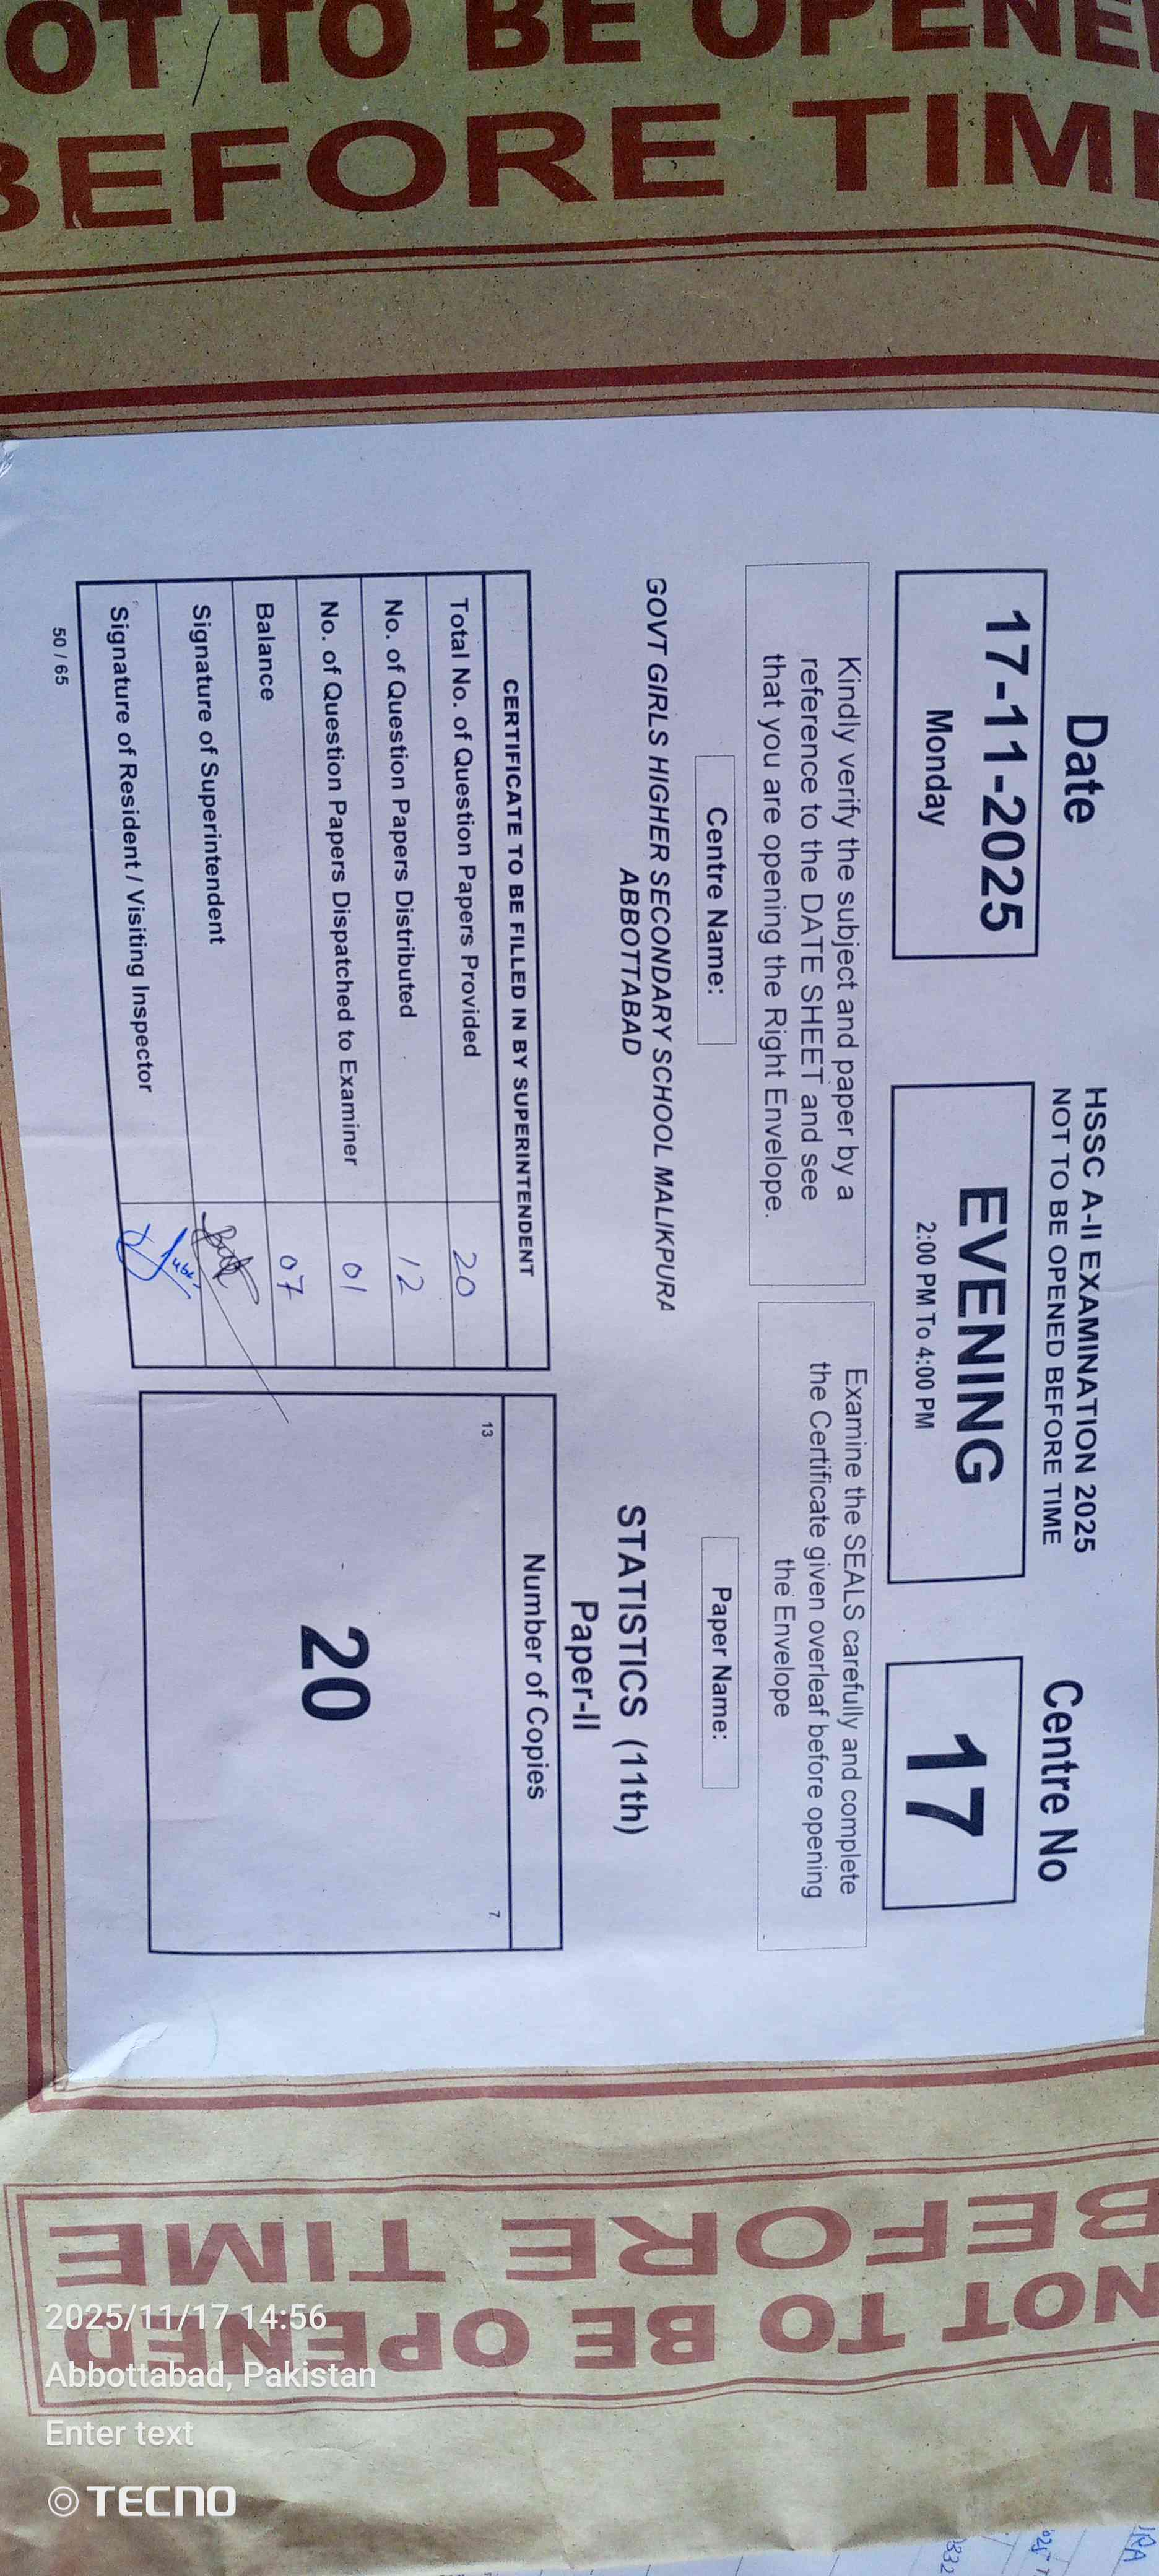 NOT TO BE OPENED
BEFORE TIME
Date
17-11-2025
Monday
HSSC A-II EXAMINATION 2025
NOT TO BE OPENED BEFORE TIME
EVENING
2:00 PM To 4:00 PM
Centre No
17
Kindly verify the subject and paper by a
reference to the DATE SHEET and see
that you are opening the Right Envelope.
Examine the SEALS carefully and complete
the Certificate given overleaf before opening
the Envelope
Centre Name:
GOVT GIRLS HIGHER SECONDARY SCHOOL MALIKPURA
ABBOTTABAD
Paper Name:
STATISTICS (11th)
Paper-II
CERTIFICATE TO BE FILLED IN BY SUPERINTENDENT
Total No. of Question Papers Provided 20
No. of Question Papers Distributed 12
No. of Question Papers Dispatched to Examiner 01
Balance 07
Signature of Superintendent
Signature of Resident / Visiting Inspector
50 / 65
Number of Copies
13 7
20
NOT TO BE OPENED
BEFORE TIME
2025/11/17 14:56
Abbottabad, Pakistan
Enter text
TECNO